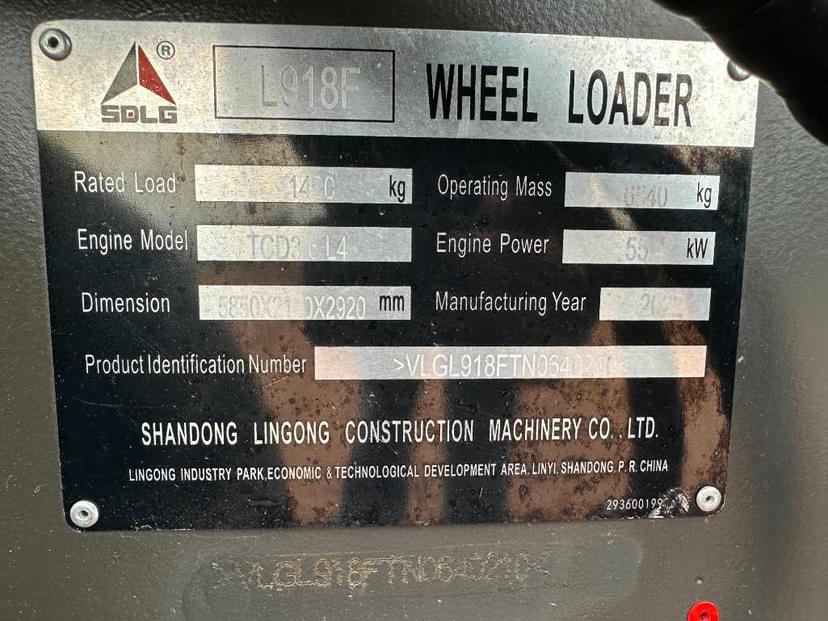 SDLG ® L918F WHEEL LOADER
Rated Load kg Operating Mass kg
Engine Model L4 Engine Power kW
Dimension mm Manufacturing Year
Product Identification Number
SHANDONG LINGONG CONSTRUCTION MACHINERY CO., LTD.
LINGONG INDUSTRY PARK,ECONOMIC & TECHNOLOGICAL DEVELOPMENT AREA. LINYI. SHANDONG. P. R. CHINA
293600199
>VLGL918FTN0640210<